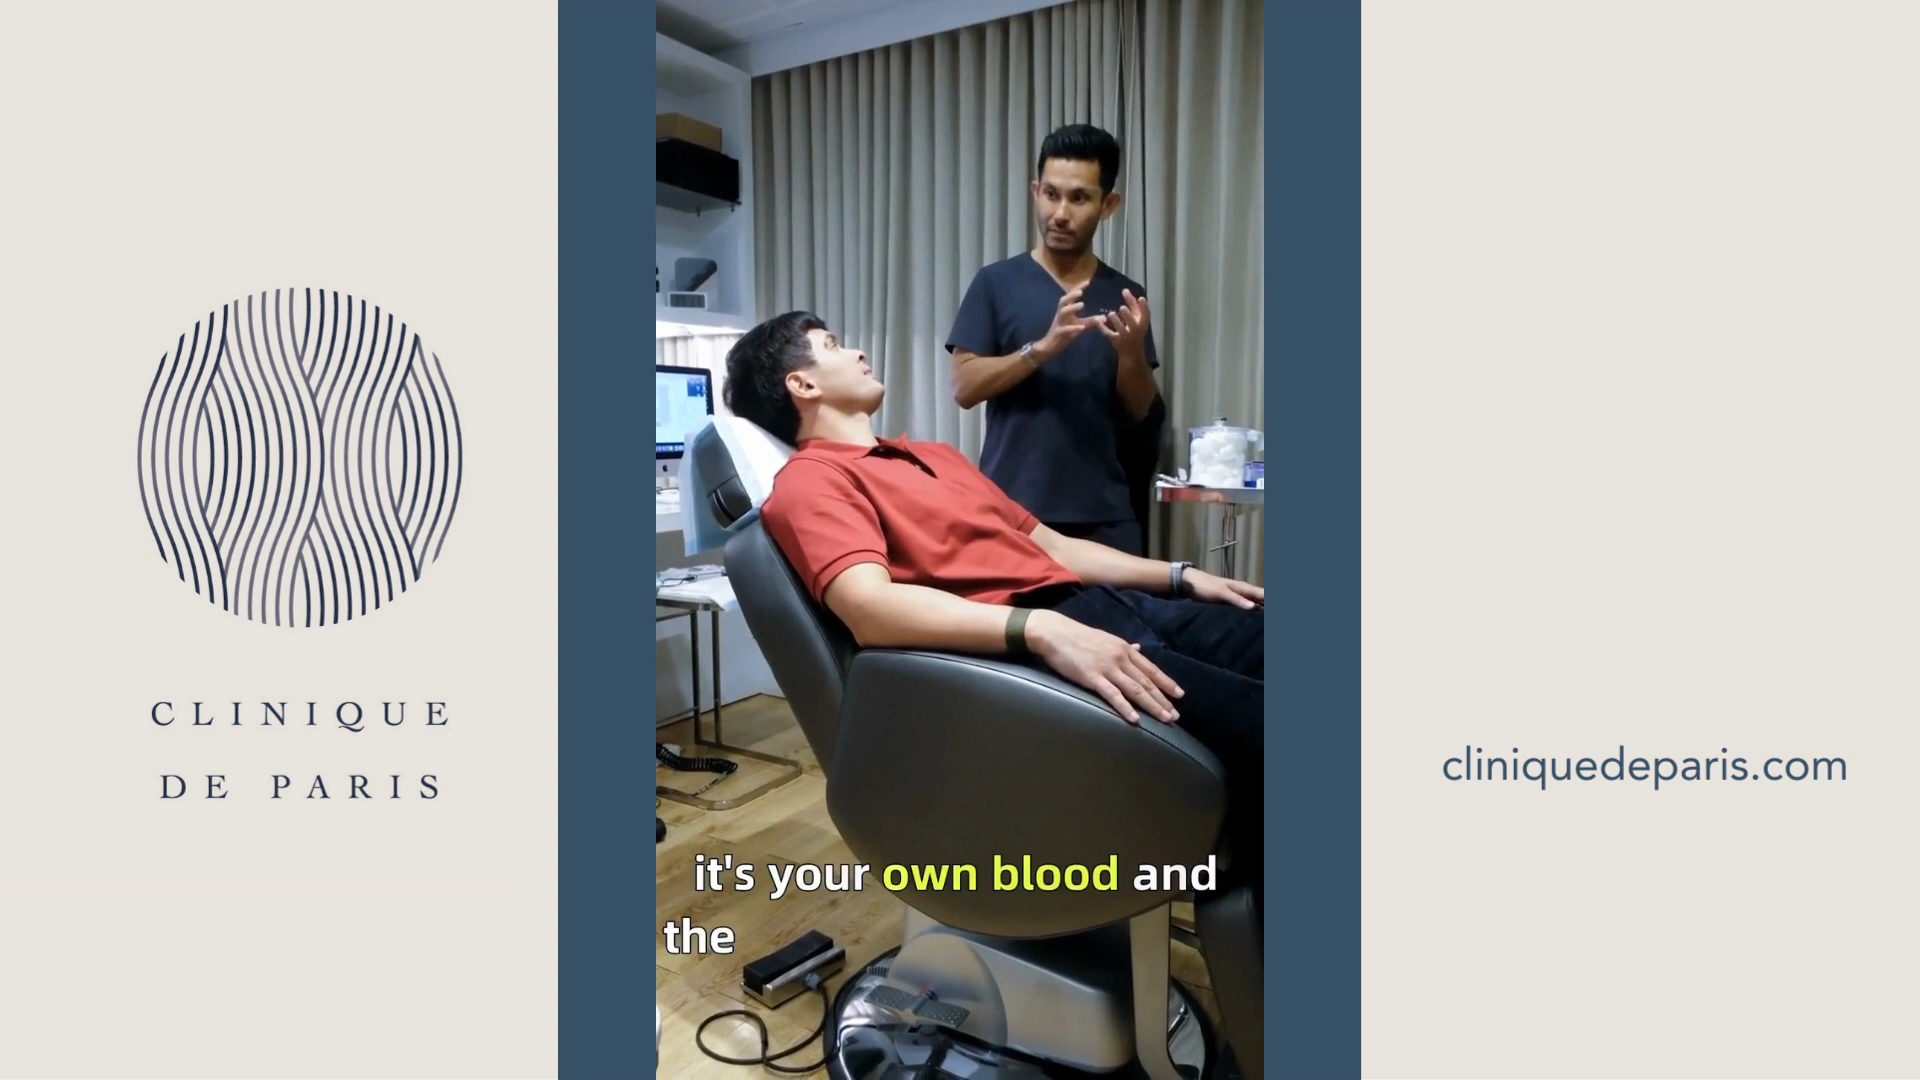 CLINIQUE
DE PARIS
it's your own blood and
the
cliniquedeparis.com